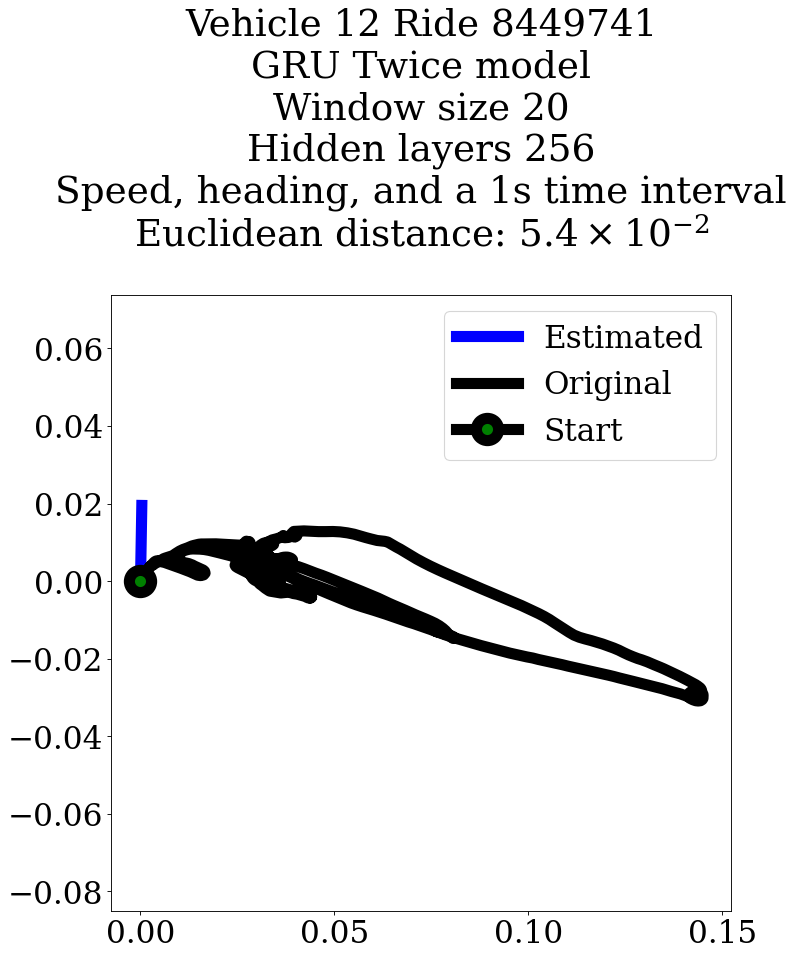 Vehicle 12 Ride 8449741
GRU Twice model
Window size 20
Hidden layers 256
Speed, heading, and a 1s time interval
Euclidean distance: 5.4 × 10⁻²
Estimated
Original
Start
0.06
0.04
0.02
0.00
−0.02
−0.04
−0.06
−0.08
0.00 0.05 0.10 0.15